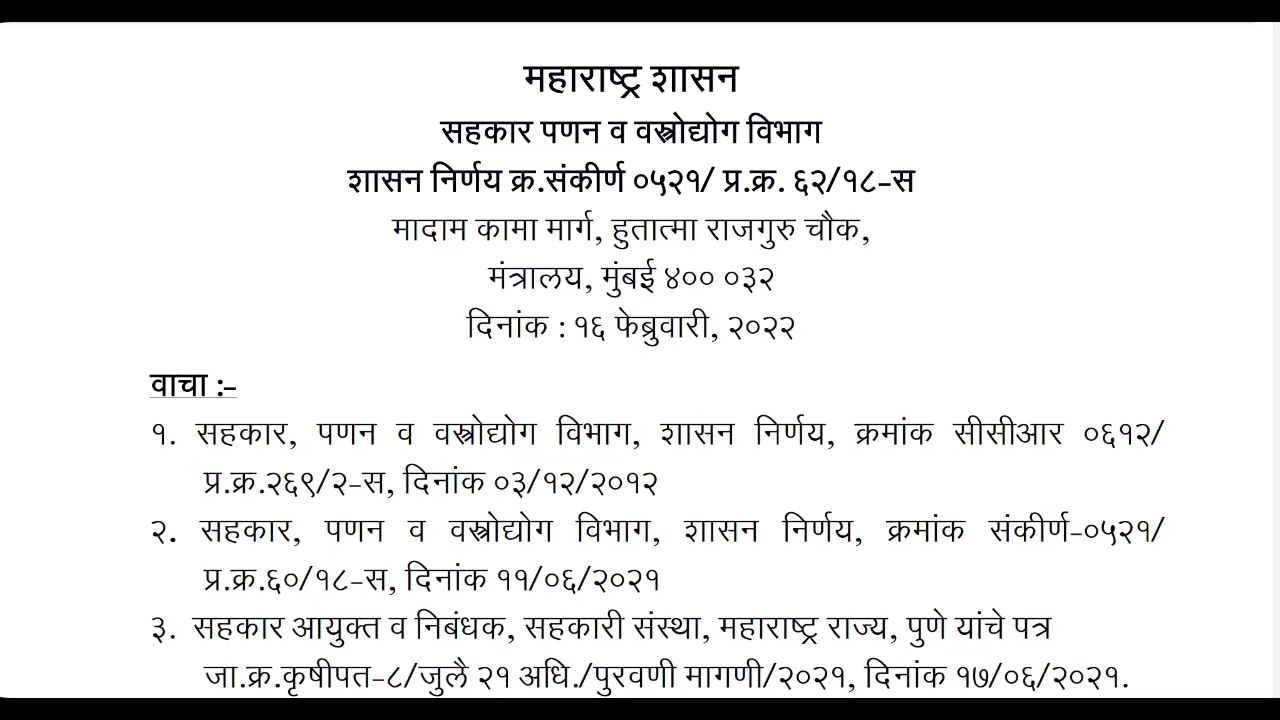 महाराष्ट्र शासन
सहकार पणन व वस्त्रोद्योग विभाग
शासन निर्णय क्र.संकीर्ण ०५२१/ प्र.क्र. ६२/१८-स
मादाम कामा मार्ग, हुतात्मा राजगुरु चौक,
मंत्रालय, मुंबई ४०० ०३२
दिनांक : १६ फेब्रुवारी, २०२२
वाचा :-
१. सहकार, पणन व वस्त्रोद्योग विभाग, शासन निर्णय, क्रमांक सीसीआर ०६१२/
प्र.क्र.२६९/२-स, दिनांक ०३/१२/२०१२
२. सहकार, पणन व वस्त्रोद्योग विभाग, शासन निर्णय, क्रमांक संकीर्ण-०५२१/
प्र.क्र.६०/१८-स, दिनांक ११/०६/२०२१
३. सहकार आयुक्त व निबंधक, सहकारी संस्था, महाराष्ट्र राज्य, पुणे यांचे पत्र
जा.क्र.कृषीपत-८/जुलै २१ अधि./पुरवणी मागणी/२०२१, दिनांक १७/०६/२०२१.